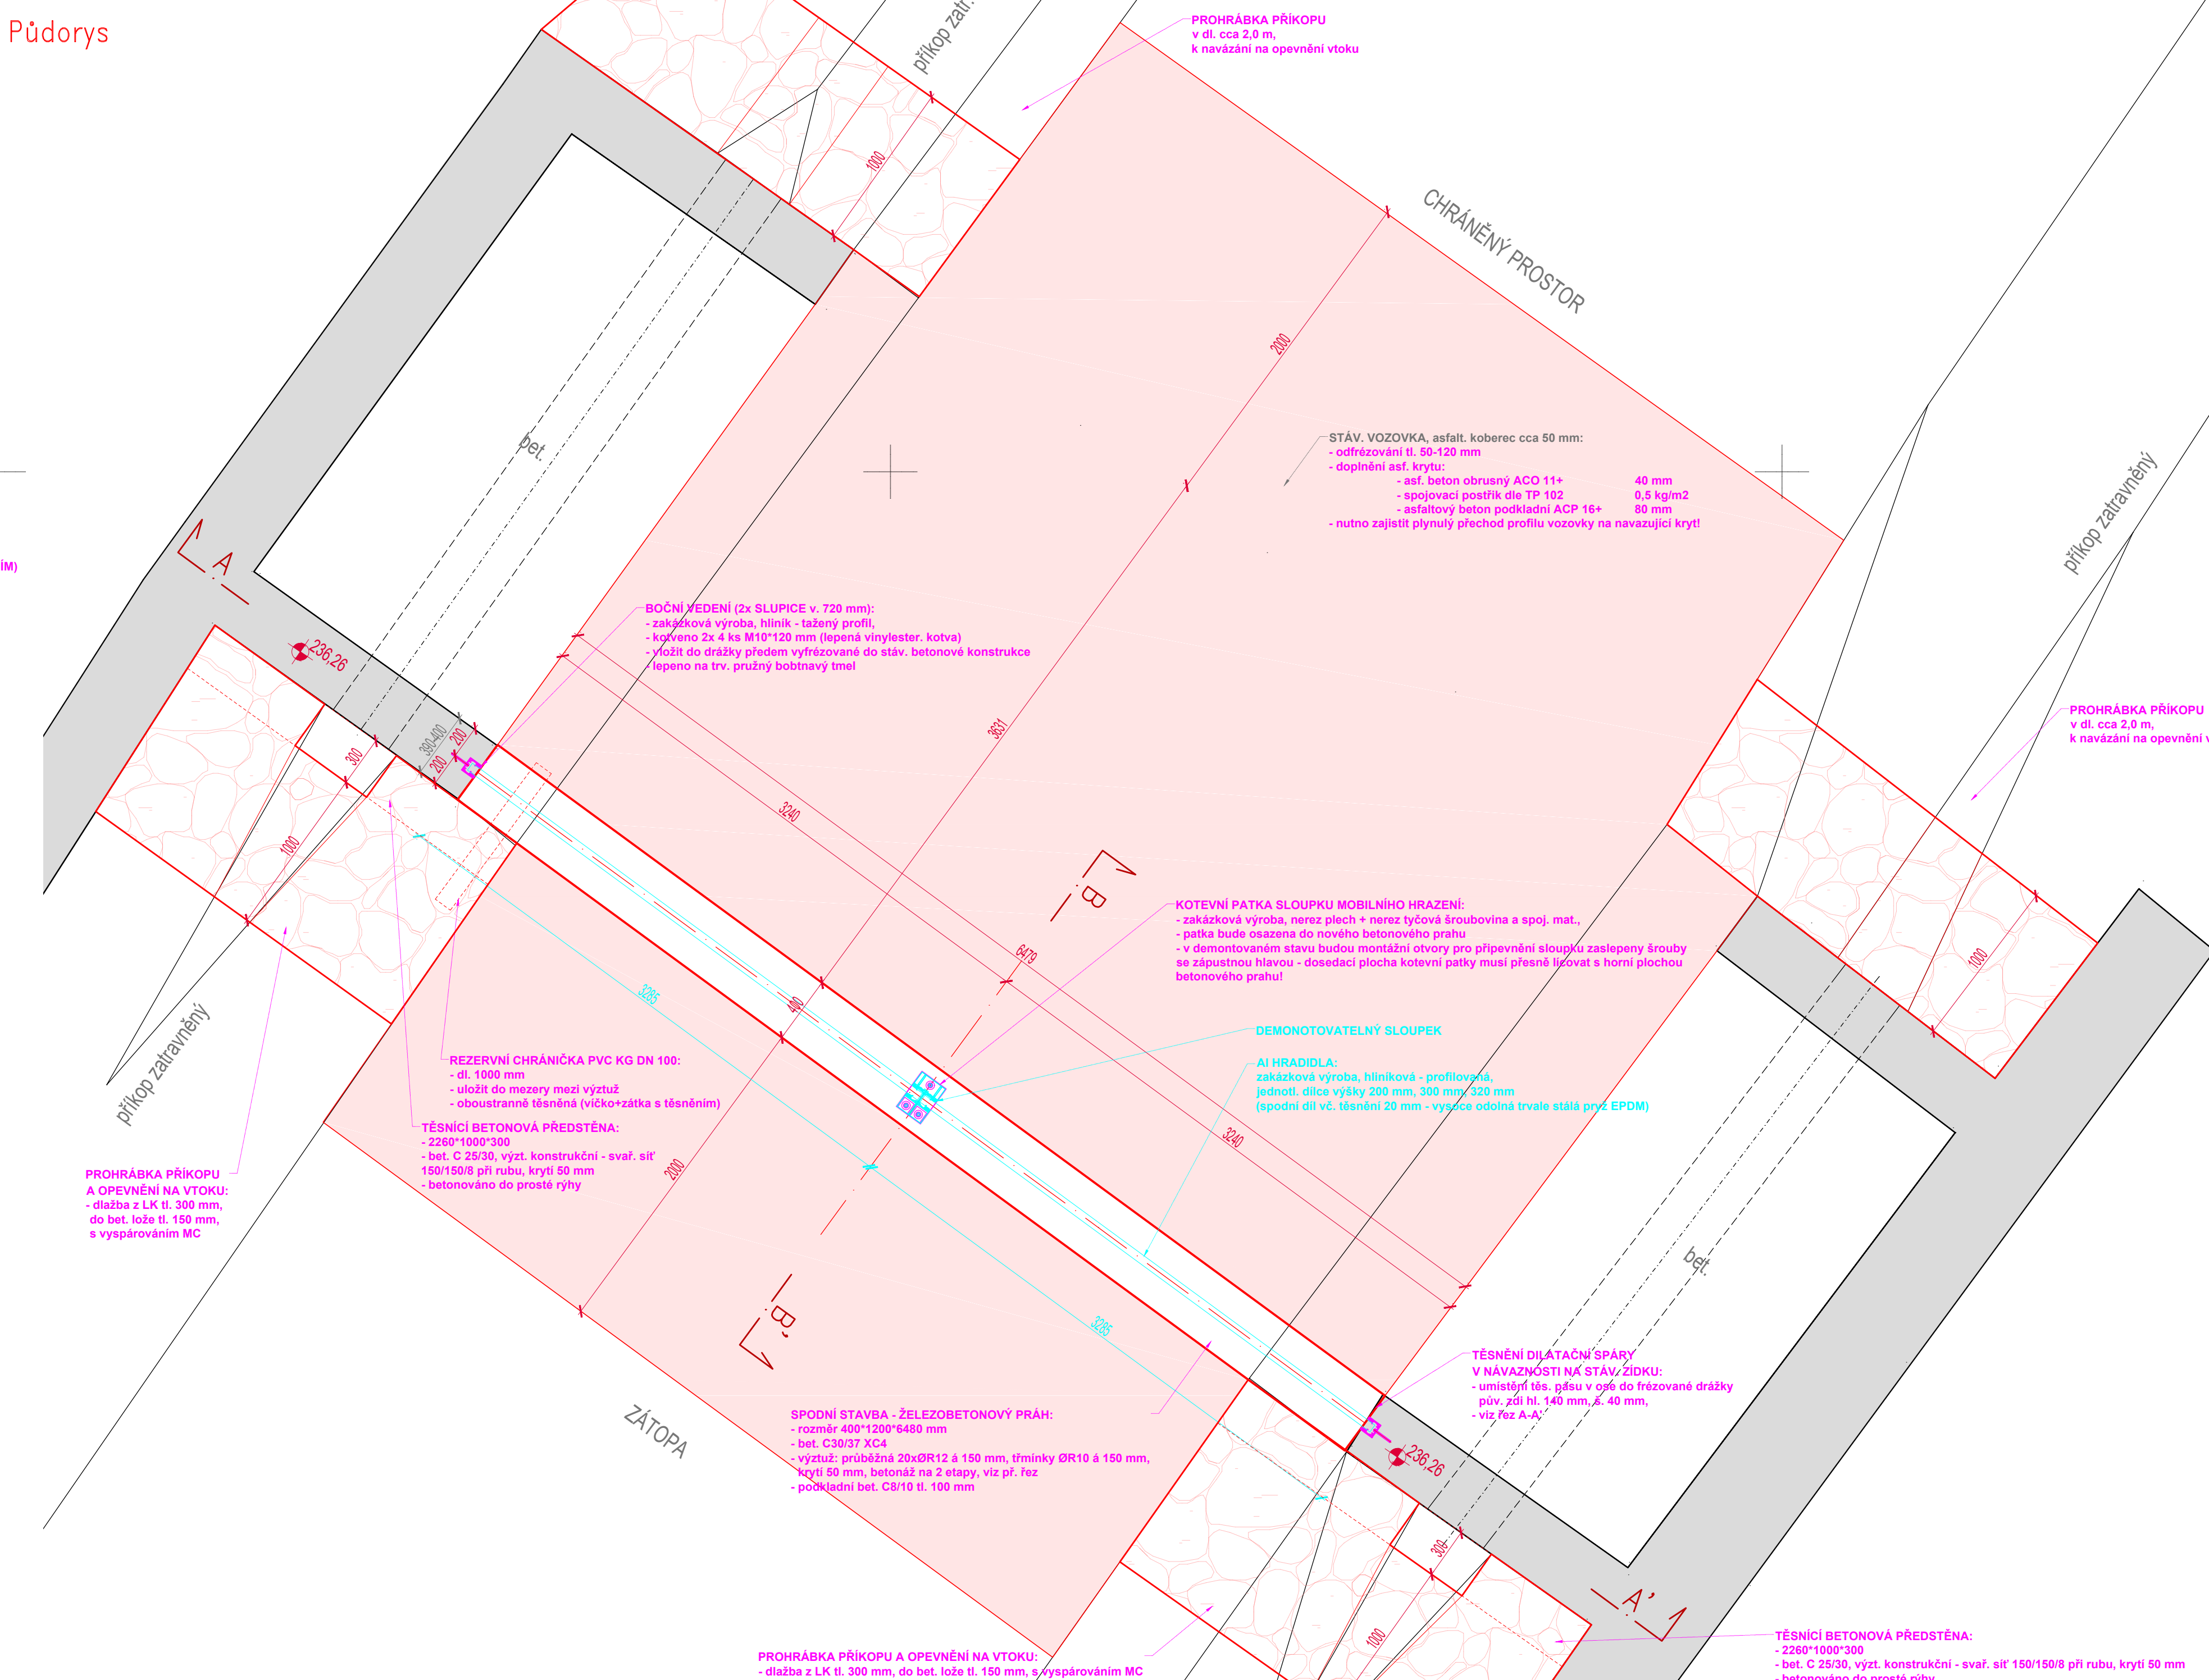 Půdorys
PROHRÁBKA PŘÍKOPU
v dl. cca 2,0 m,
k navázání na opevnění vtoku
příkop zatr.
1000
CHRÁNĚNÝ PROSTOR
2000
bet.
STÁV. VOZOVKA, asfalt. koberec cca 50 mm:
- odfrézování tl. 50-120 mm
- doplnění asf. krytu:
- asf. beton obrusný ACO 11+ 40 mm
- spojovací postřik dle TP 102 0,5 kg/m2
- asfaltový beton podkladní ACP 16+ 80 mm
- nutno zajistit plynulý přechod profilu vozovky na navazující kryt!
příkop zatravněný
ÍM)
A
236,26
BOČNÍ VEDENÍ (2x SLUPICE v. 720 mm):
- zakázková výroba, hliník - tažený profil,
- kotveno 2x 4 ks M10*120 mm (lepená vinylester. kotva)
- vložit do drážky předem vyfrézované do stáv. betonové konstrukce
- lepeno na trv. pružný bobtnavý tmel
PROHRÁBKA PŘÍKOPU
v dl. cca 2,0 m,
k navázání na opevnění v
390-400
200
200
300
1000
3631
3240
B
6479
400
3285
KOTEVNÍ PATKA SLOUPKU MOBILNÍHO HRAZENÍ:
- zakázková výroba, nerez plech + nerez tyčová šroubovina a spoj. mat.,
- patka bude osazena do nového betonového prahu
- v demontovaném stavu budou montážní otvory pro připevnění sloupku zaslepeny šrouby
se zápustnou hlavou - dosedací plocha kotevní patky musí přesně lícovat s horní plochou
betonového prahu!
1000
DEMONOTOVATELNÝ SLOUPEK
Al HRADIDLA:
zakázková výroba, hliníková - profilovaná,
jednotl. dílce výšky 200 mm, 300 mm, 320 mm
(spodní díl vč. těsnění 20 mm - vysoce odolná trvale stálá pryž EPDM)
příkop zatravněný
REZERVNÍ CHRÁNIČKA PVC KG DN 100:
- dl. 1000 mm
- uložit do mezery mezi výztuž
- oboustranně těsněná (víčko+zátka s těsněním)
TĚSNÍCÍ BETONOVÁ PŘEDSTĚNA:
- 2260*1000*300
- bet. C 25/30, výzt. konstrukční - svař. síť
150/150/8 při rubu, krytí 50 mm
- betonováno do prosté rýhy
PROHRÁBKA PŘÍKOPU
A OPEVNĚNÍ NA VTOKU:
- dlažba z LK tl. 300 mm,
do bet. lože tl. 150 mm,
s vyspárováním MC
2000
3240
bet.
B'
3285
ZÁTOPA
TĚSNĚNÍ DILATAČNÍ SPÁRY
V NÁVAZNOSTI NA STÁV. ZÍDKU:
- umístění těs. pásu v ose do frézované drážky
pův. zdi hl. 140 mm, š. 40 mm,
- viz řez A-A'
SPODNÍ STAVBA - ŽELEZOBETONOVÝ PRÁH:
- rozměr 400*1200*6480 mm
- bet. C30/37 XC4
- výztuž: průběžná 20xØR12 á 150 mm, třmínky ØR10 á 150 mm,
krytí 50 mm, betonáž na 2 etapy, viz př. řez
- podkladní bet. C8/10 tl. 100 mm
236,26
300
1000
A'
PROHRÁBKA PŘÍKOPU A OPEVNĚNÍ NA VTOKU:
- dlažba z LK tl. 300 mm, do bet. lože tl. 150 mm, s vyspárováním MC
TĚSNÍCÍ BETONOVÁ PŘEDSTĚNA:
- 2260*1000*300
- bet. C 25/30, výzt. konstrukční - svař. síť 150/150/8 při rubu, krytí 50 mm
- betonováno do prosté rýhy